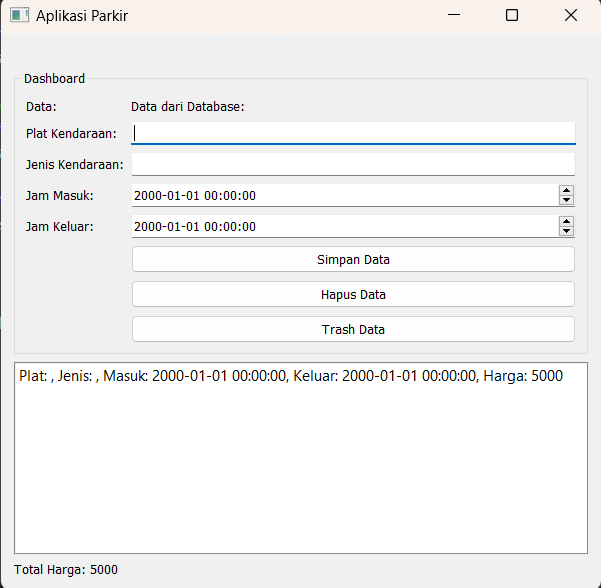 Aplikasi Parkir
Dashboard
Data: Data dari Database:
Plat Kendaraan:
Jenis Kendaraan:
Jam Masuk: 2000-01-01 00:00:00
Jam Keluar: 2000-01-01 00:00:00
Simpan Data
Hapus Data
Trash Data
Plat: , Jenis: , Masuk: 2000-01-01 00:00:00, Keluar: 2000-01-01 00:00:00, Harga: 5000
Total Harga: 5000